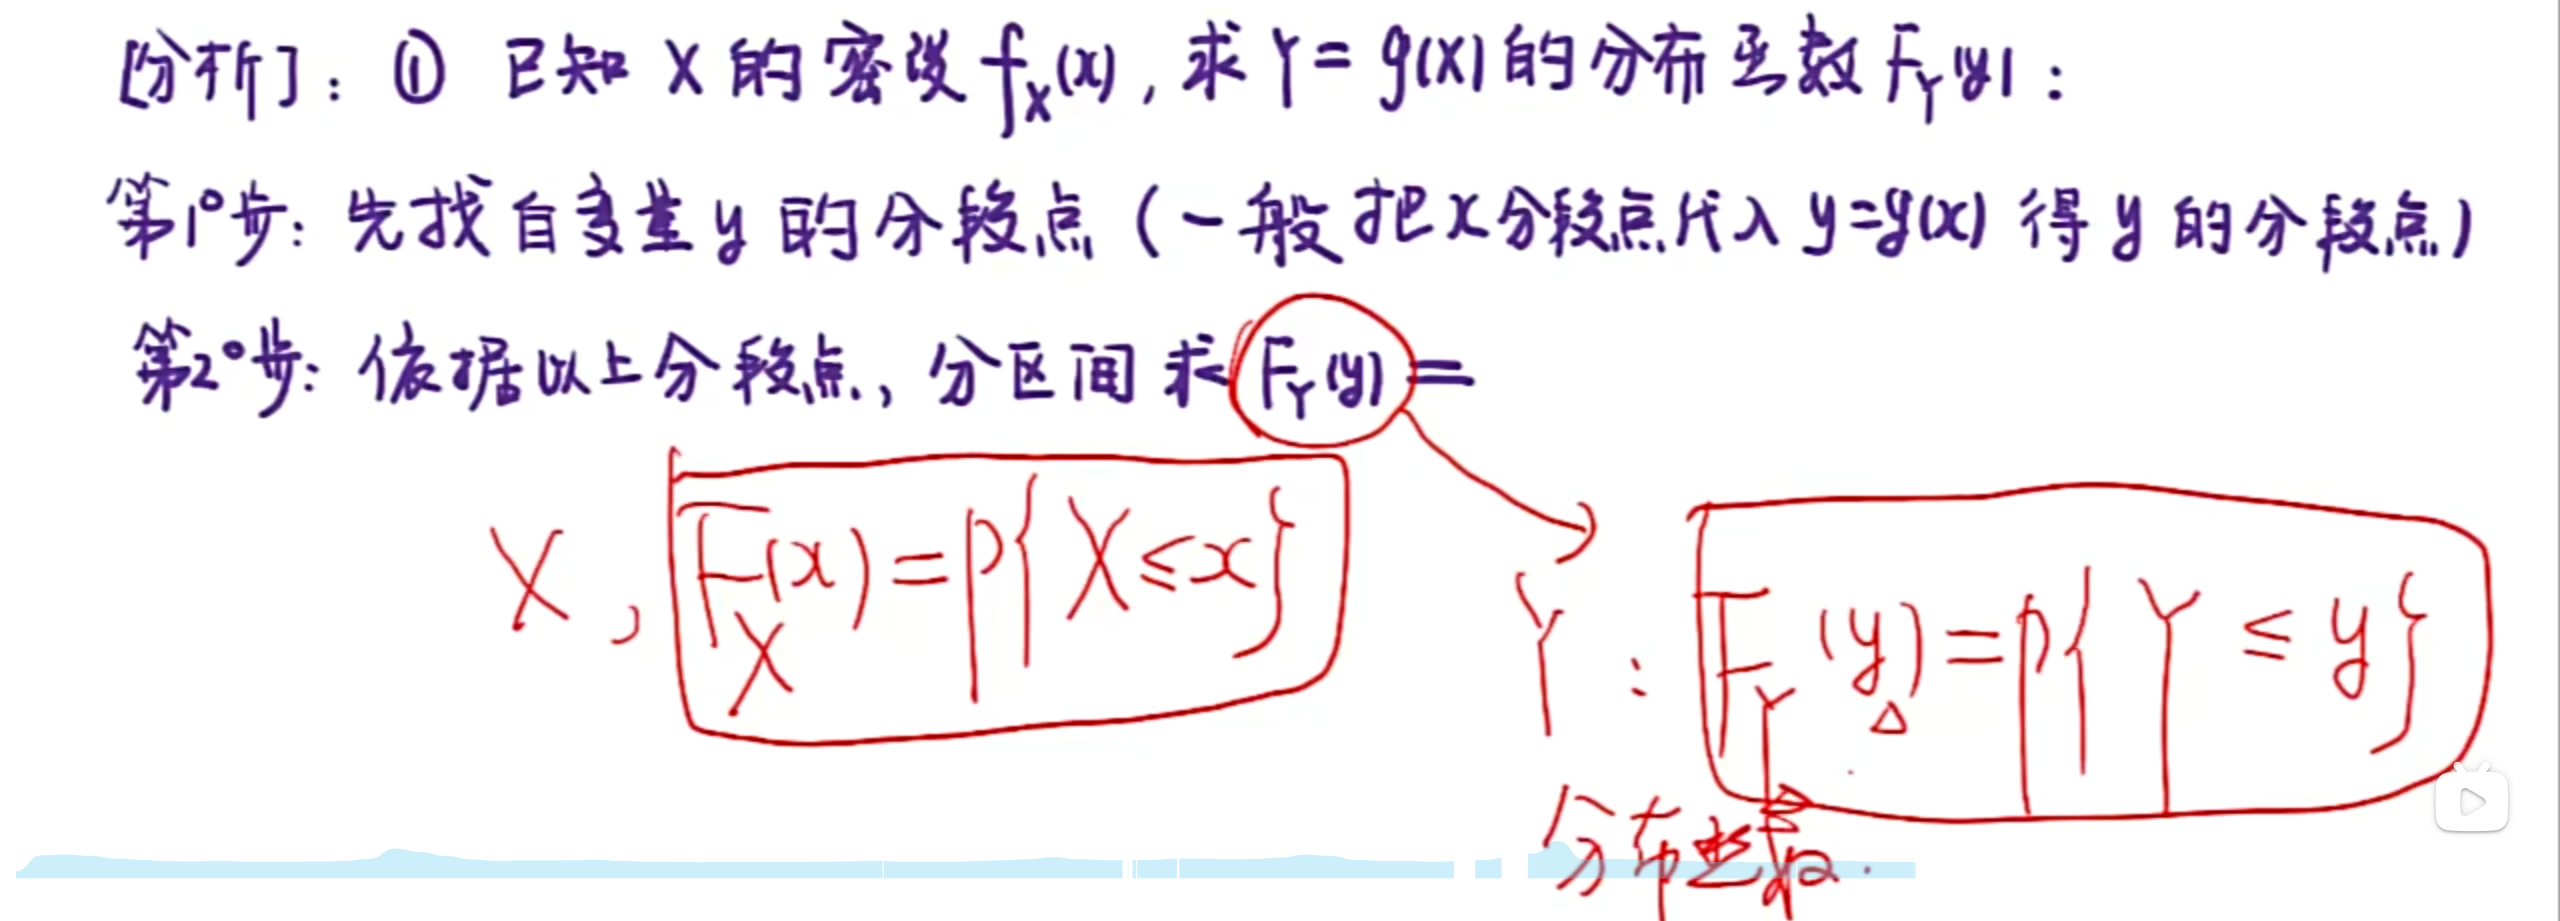 [分析]: ① 已知 X 的密度 f_X(x), 求 Y = g(X) 的分布函数 F_Y(y):
第1°步: 先找自变量 y 的分段点 (一般把 x 分段点代入 y=g(x) 得 y 的分段点)
第2°步: 依据以上分段点, 分区间求 F_Y(y) =
X, F_X(x) = P{X ≤ x}
Y: F_Y(y) = P{Y ≤ y}
分布函数.